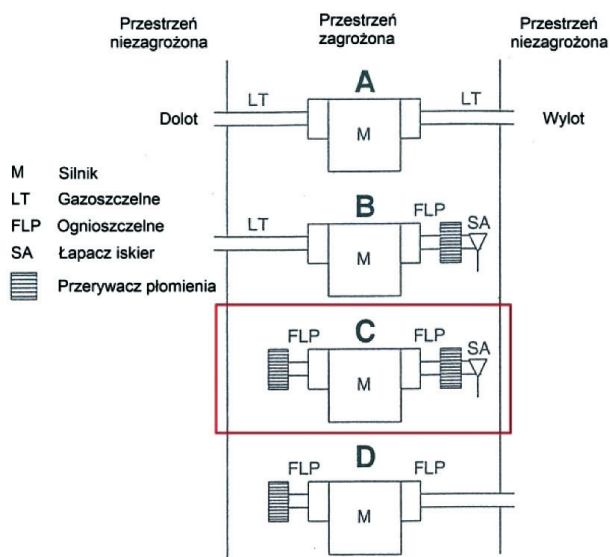 Przestrzeń
niezagrożona
Przestrzeń
zagrożona
Przestrzeń
niezagrożona
A
LT
LT
Dolot
M
Wylot
M Silnik
LT Gazoszczelne
FLP Ognioszczelne
SA Łapacz iskier
Przerywacz płomienia
B
LT
FLP
SA
M
C
FLP
FLP
SA
M
D
FLP
FLP
M